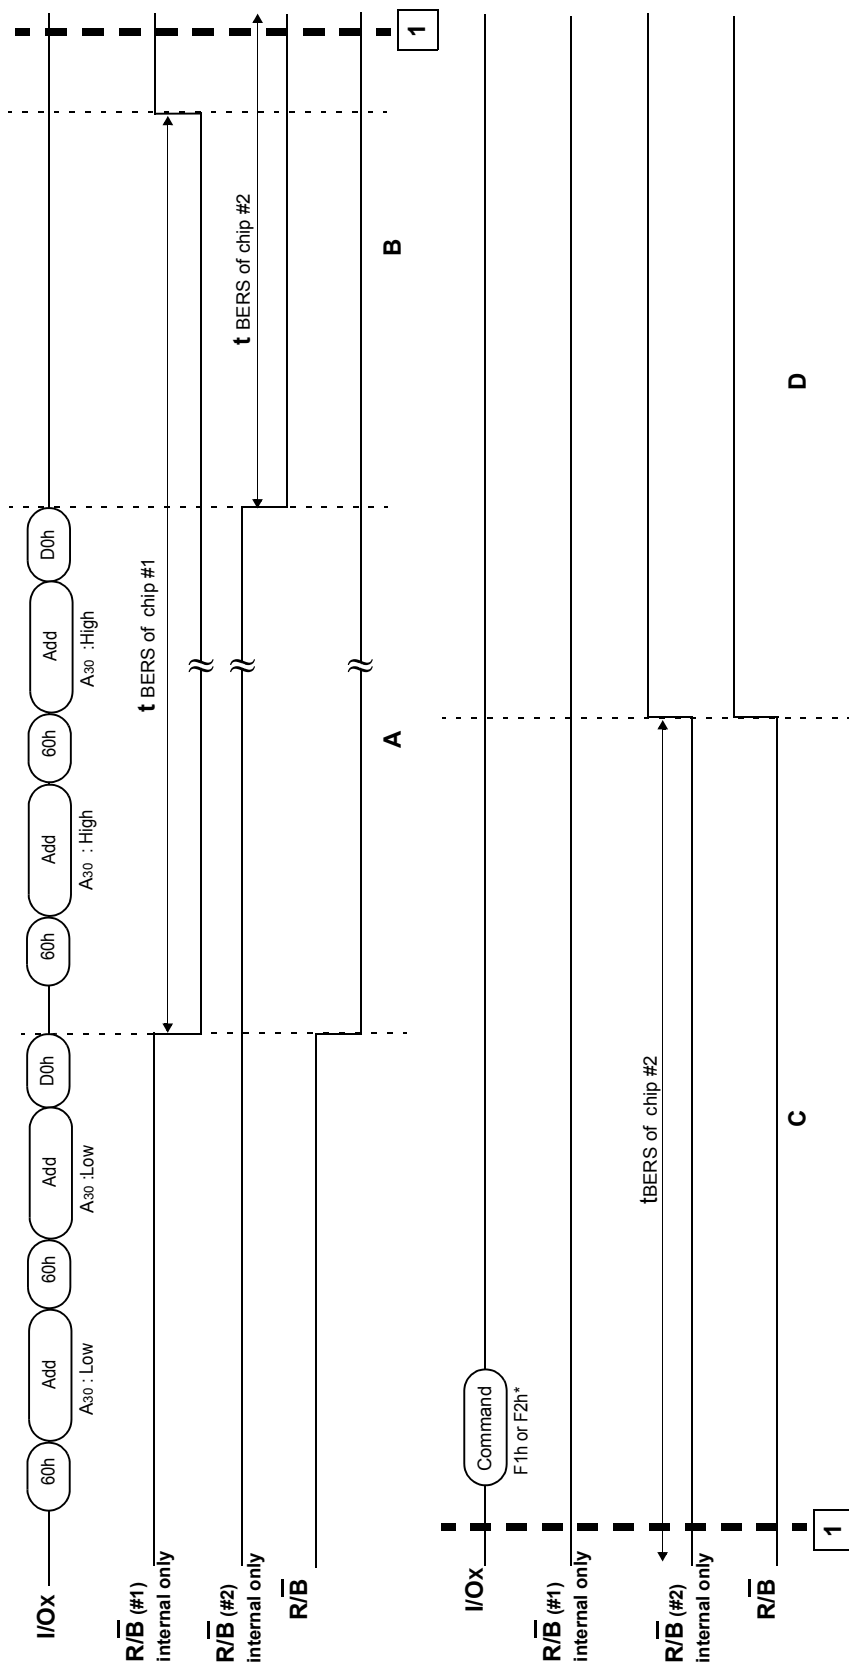 I/Ox
60h
Add
60h
Add
D0h
60h
Add
60h
Add
D0h
A30 : Low
A30 :Low
A30 : High
A30 :High
R/B (#1)
internal only
t BERS of chip #1
R/B (#2)
internal only
t BERS of chip #2
R/B
A
B
1
I/Ox
Command
F1h or F2h*
R/B (#1)
internal only
R/B (#2)
internal only
tBERS of chip #2
R/B
C
D
1